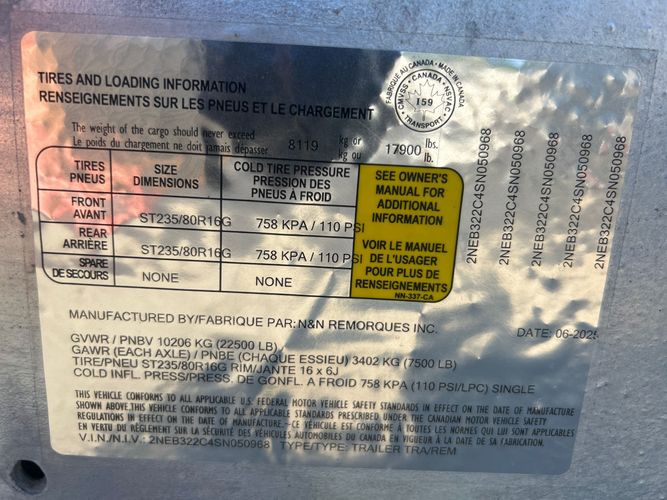 TIRES AND LOADING INFORMATION
RENSEIGNEMENTS SUR LES PNEUS ET LE CHARGEMENT
FABRIQUÉ AU CANADA • MADE IN CANADA
CMVSS • CANADA • NSVAC
159
TRANSPORT
The weight of the cargo should never exceed 8119 kg or 17900 lbs.
Le poids du chargement ne doit jamais dépasser kg ou lb.
TIRES SIZE COLD TIRE PRESSURE
PNEUS DIMENSIONS PRESSION DES PNEUS À FROID
FRONT
AVANT ST235/80R16G 758 KPA / 110 PSI
REAR
ARRIÈRE ST235/80R16G 758 KPA / 110 PSI
SPARE
DE SECOURS NONE NONE
SEE OWNER'S
MANUAL FOR
ADDITIONAL
INFORMATION
VOIR LE MANUEL
DE L'USAGER
POUR PLUS DE
RENSEIGNEMENTS
NN-337-CA
2NEB322C4SN050968
2NEB322C4SN050968
2NEB322C4SN050968
2NEB322C4SN050968
2NEB322C4SN050968
MANUFACTURED BY/FABRIQUE PAR: N&N REMORQUES INC.
DATE: 06-2025
GVWR / PNBV 10206 KG (22500 LB)
GAWR (EACH AXLE) / PNBE (CHAQUE ESSIEU) 3402 KG (7500 LB)
TIRE/PNEU ST235/80R16G RIM/JANTE 16 x 6J
COLD INFL. PRESS/PRESS. DE GONFL. A FROID 758 KPA (110 PSI/LPC) SINGLE
THIS VEHICLE CONFORMS TO ALL APPLICABLE U.S. FEDERAL MOTOR VEHICLE SAFETY STANDARDS IN EFFECT ON THE DATE OF MANUFACTURE
SHOWN ABOVE.THIS VEHICLE CONFORMS TO ALL APPLICABLE STANDARDS PRESCRIBED UNDER THE CANADIAN MOTOR VEHICLE SAFETY
REGULATIONS IN EFFECT ON THE DATE OF MANUFACTURE.~CE VÉHICULE EST CONFORME À TOUTES LES NORMES QUI LUI SONT APPLICABLES
EN VERTU DU RÈGLEMENT SUR LA SÉCURITÉ DES VÉHICULES AUTOMOBILES DU CANADA EN VIGUEUR À LA DATE DE SA FABRICATION.
V.I.N./N.I.V.: 2NEB322C4SN050968 TYPE/TYPE: TRAILER TRA/REM